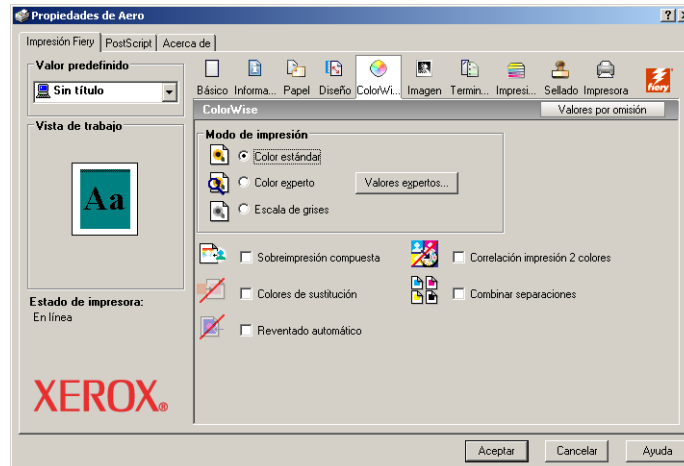 Propiedades de Aero
Impresión Fiery PostScript Acerca de
Valor predefinido
Sin título
Básico Informa... Papel Diseño ColorWi... Imagen Termin... Impresi... Sellado Impresora
fiery
ColorWise Valores por omisión
Vista de trabajo
Aa
Modo de impresión
Color estándar
Color experto Valores expertos...
Escala de grises
Sobreimpresión compuesta Correlación impresión 2 colores
Colores de sustitución Combinar separaciones
Reventado automático
Estado de impresora:
En línea
XEROX®
Aceptar Cancelar Ayuda